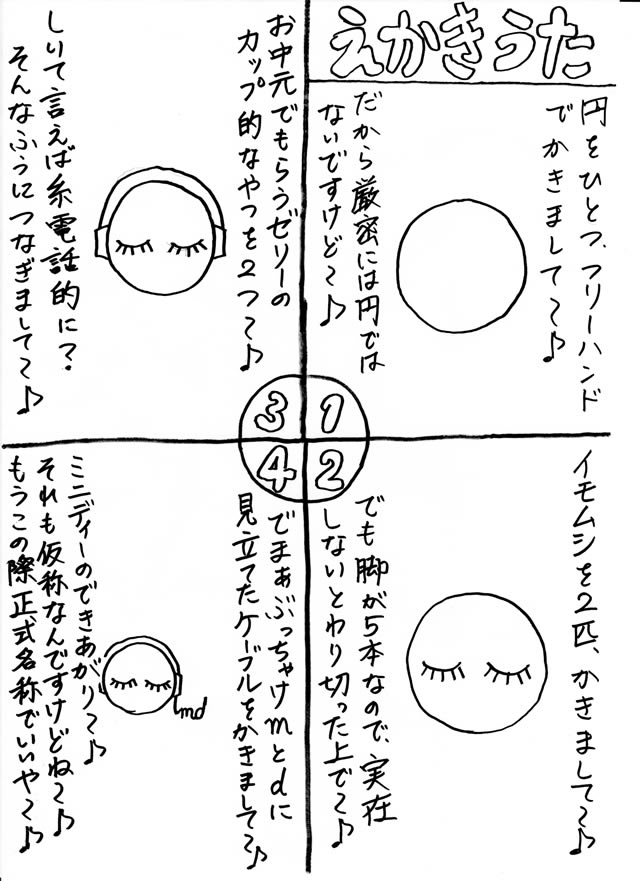 えかきうた
円をひとつ、フリーハンド
でかきまして〜♪
だから厳密には円では
ないですけど〜♪
1
2
3
4
イモムシを2匹、かきまして〜♪
でも脚が5本なので、実在
しないとわり切った上で〜♪
お中元でもらうゼリーの
カップ的なやつを2つ〜♪
しいて言えば糸電話的に?
そんなふうにつなぎまして〜♪
でまぁぶっちゃけmとdに
見立てたケーブルをかきまして〜♪
md
ミニディーのできあがり〜♪
それも仮称なんですけどね〜♪
もうこの際正式名称でいいや〜♪